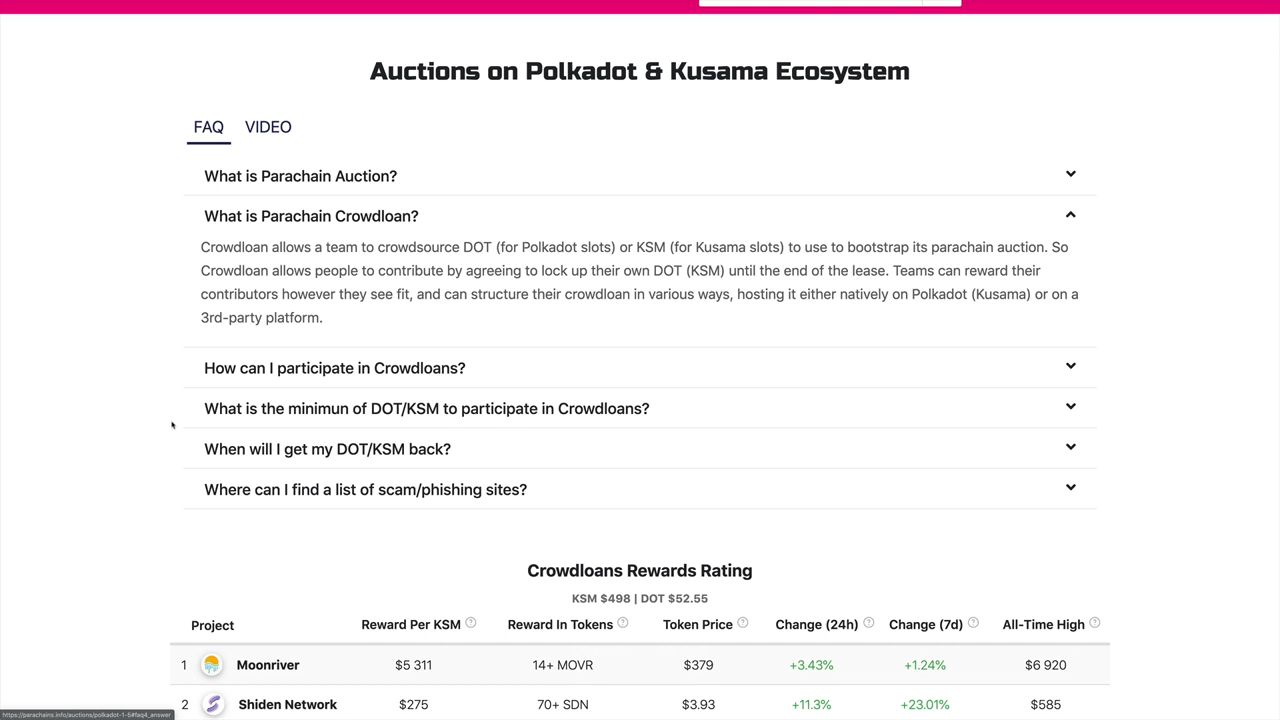 Auctions on Polkadot & Kusama Ecosystem
FAQ VIDEO
What is Parachain Auction?
What is Parachain Crowdloan?
Crowdloan allows a team to crowdsource DOT (for Polkadot slots) or KSM (for Kusama slots) to use to bootstrap its parachain auction. So
Crowdloan allows people to contribute by agreeing to lock up their own DOT (KSM) until the end of the lease. Teams can reward their
contributors however they see fit, and can structure their crowdloan in various ways, hosting it either natively on Polkadot (Kusama) or on a
3rd-party platform.
How can I participate in Crowdloans?
What is the minimun of DOT/KSM to participate in Crowdloans?
When will I get my DOT/KSM back?
Where can I find a list of scam/phishing sites?
Crowdloans Rewards Rating
KSM $498 | DOT $52.55
Project Reward Per KSM ? Reward In Tokens ? Token Price ? Change (24h) ? Change (7d) ? All-Time High ?
1 Moonriver $5 311 14+ MOVR $379 +3.43% +1.24% $6 920
2 Shiden Network $275 70+ SDN $3.93 +11.3% +23.01% $585
https://parachains.info/auctions/polkadot-1-5#faq4_answer